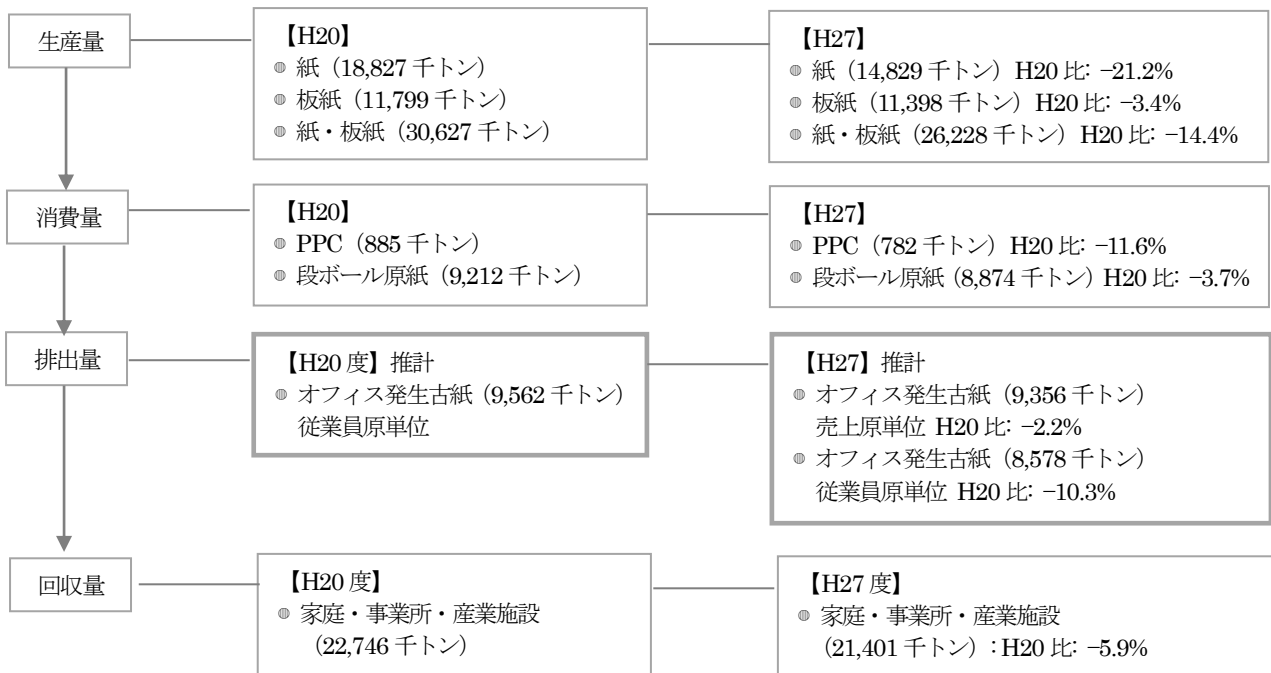 生産量
【H20】
◍ 紙（18,827 千トン）
◍ 板紙（11,799 千トン）
◍ 紙・板紙（30,627 千トン）
【H27】
◍ 紙（14,829 千トン）H20 比: −21.2%
◍ 板紙（11,398 千トン）H20 比: −3.4%
◍ 紙・板紙（26,228 千トン）H20 比: −14.4%
消費量
【H20】
◍ PPC（885 千トン）
◍ 段ボール原紙（9,212 千トン）
【H27】
◍ PPC（782 千トン）H20 比: −11.6%
◍ 段ボール原紙（8,874 千トン）H20 比: −3.7%
排出量
【H20 度】推計
◍ オフィス発生古紙（9,562 千トン）
従業員原単位
【H27】推計
◍ オフィス発生古紙（9,356 千トン）
売上原単位 H20 比: −2.2%
◍ オフィス発生古紙（8,578 千トン）
従業員原単位 H20 比: −10.3%
回収量
【H20 度】
◍ 家庭・事業所・産業施設
（22,746 千トン）
【H27 度】
◍ 家庭・事業所・産業施設
（21,401 千トン）：H20 比: −5.9%